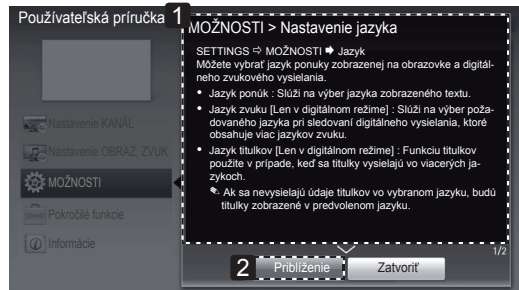 Používateľská príručka
1
MOŽNOSTI > Nastavenie jazyka
SETTINGS ⇨ MOŽNOSTI ➡ Jazyk
Môžete vybrať jazyk ponuky zobrazenej na obrazovke a digitál-
neho zvukového vysielania.
• Jazyk ponúk : Slúži na výber jazyka zobrazeného textu.
• Jazyk zvuku [Len v digitálnom režime] : Slúži na výber poža-
dovaného jazyka pri sledovaní digitálneho vysielania, ktoré
obsahuje viac jazykov zvuku.
• Jazyk titulkov [Len v digitálnom režime] : Funkciu titulkov
použite v prípade, keď sa titulky vysielajú vo viacerých ja-
zykoch.
Ak sa nevysielajú údaje titulkov vo vybranom jazyku, budú
titulky zobrazené v predvolenom jazyku.
Nastavenie KANÁL
Nastavenie OBRAZ, ZVUK
MOŽNOSTI
Pokročilé funkcie
Informácie
1/2
2
Priblíženie
Zatvoriť